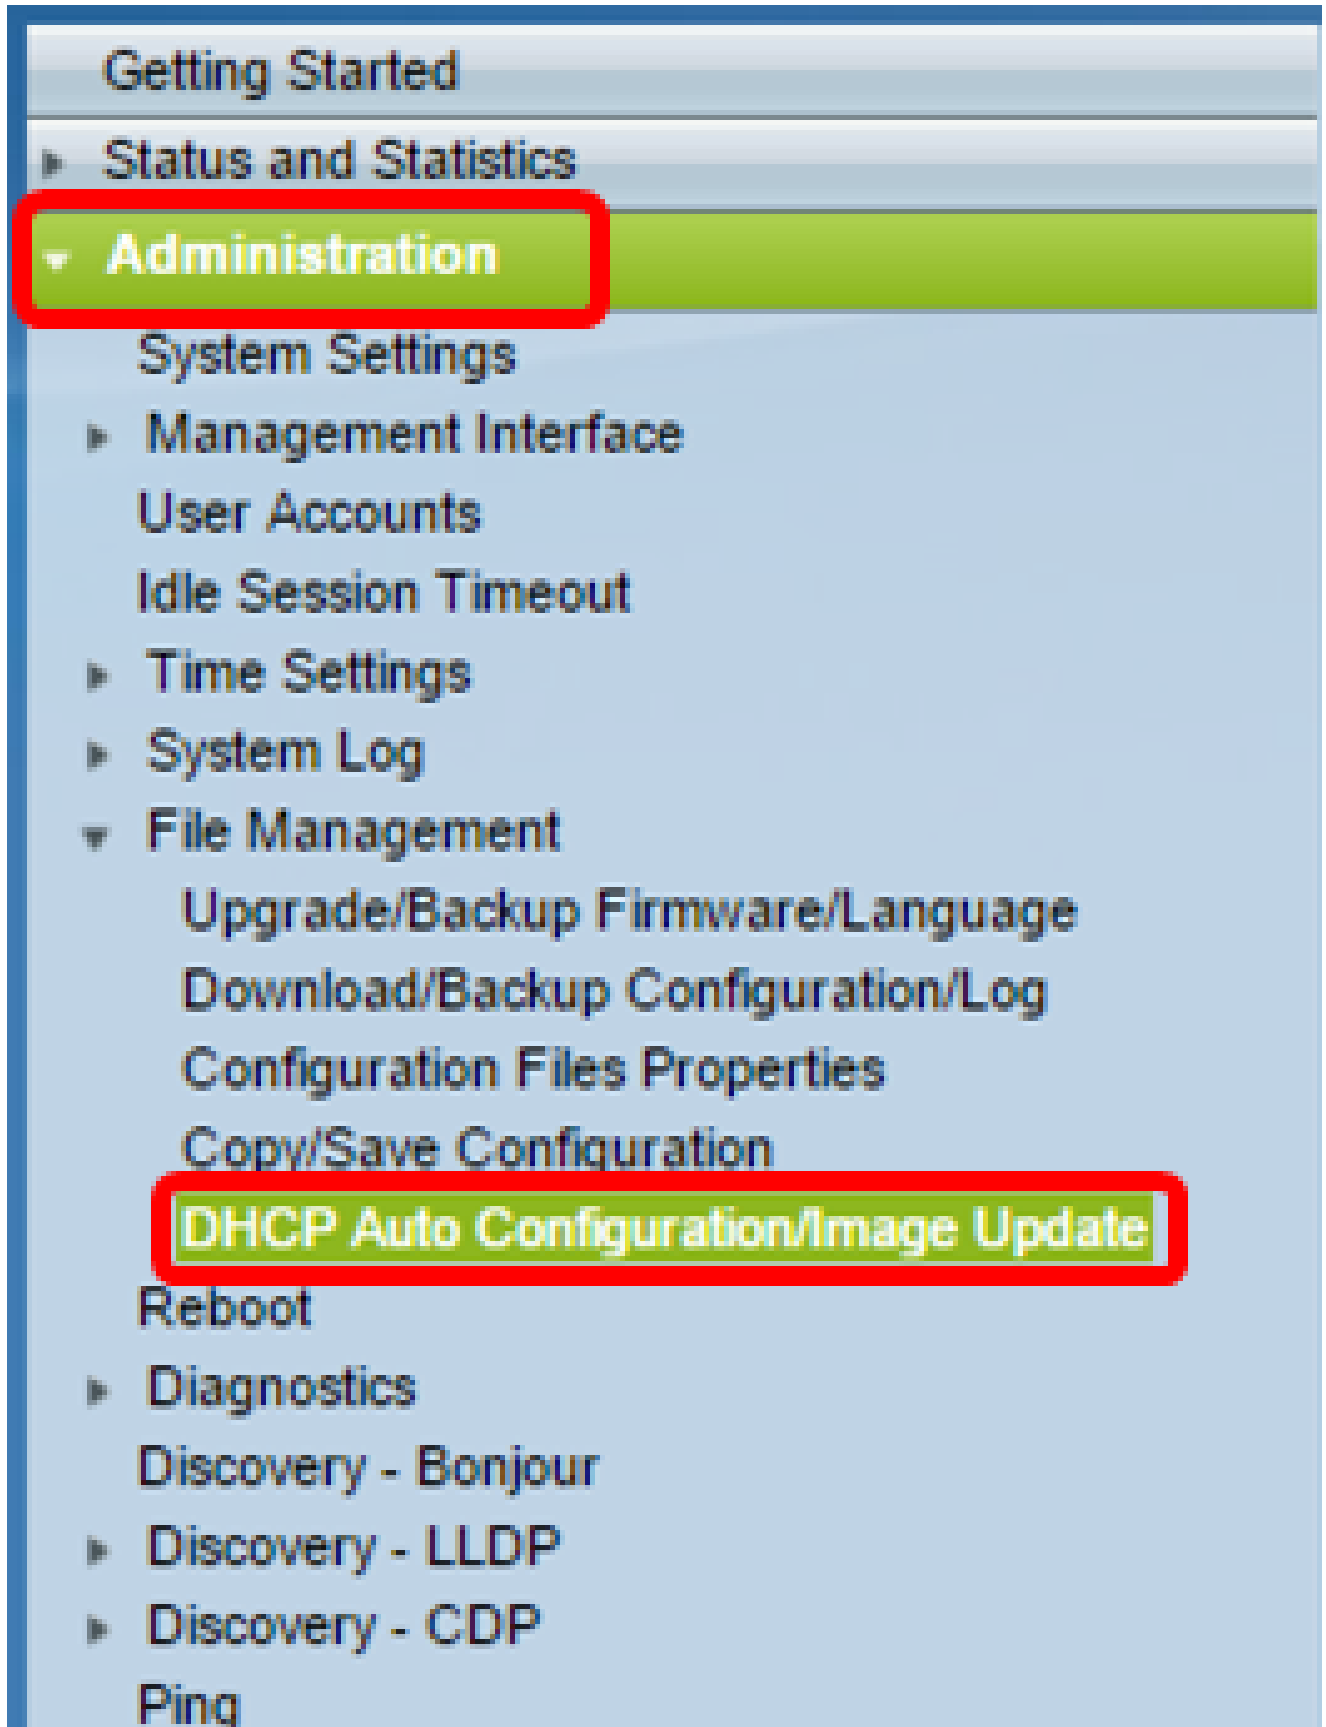 Getting Started
Status and Statistics
Administration
System Settings
Management Interface
User Accounts
Idle Session Timeout
Time Settings
System Log
File Management
Upgrade/Backup Firmware/Language
Download/Backup Configuration/Log
Configuration Files Properties
Copy/Save Configuration
DHCP Auto Configuration/Image Update
Reboot
Diagnostics
Discovery - Bonjour
Discovery - LLDP
Discovery - CDP
Ping